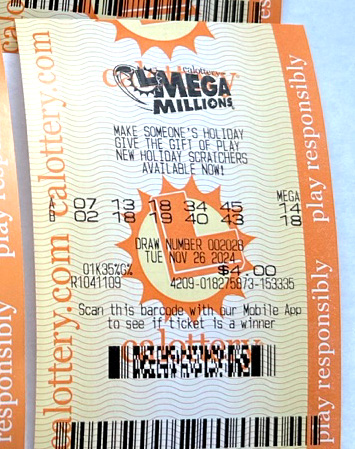 calottery
MEGA
MILLIONS
MAKE SOMEONE'S HOLIDAY
GIVE THE GIFT OF PLAY
NEW HOLIDAY SCRATCHERS
AVAILABLE NOW!
MEGA
A 07 13 18 34 45 14
B 02 18 19 40 43 18
DRAW NUMBER 002028
TUE NOV 26 2024
01K35%G% $4.00
R1041109 4209-018275873-153335
Scan this barcode with our Mobile App
to see if ticket is a winner
calottery
calottery.com calottery.com
play responsibly play responsibly
play responsibly